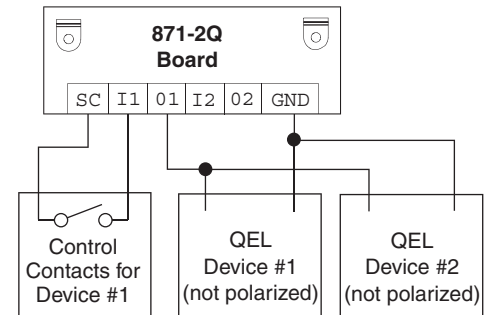 871-2Q
Board
SC I1 01 I2 02 GND
Control
Contacts for
Device #1
QEL
Device #1
(not polarized)
QEL
Device #2
(not polarized)